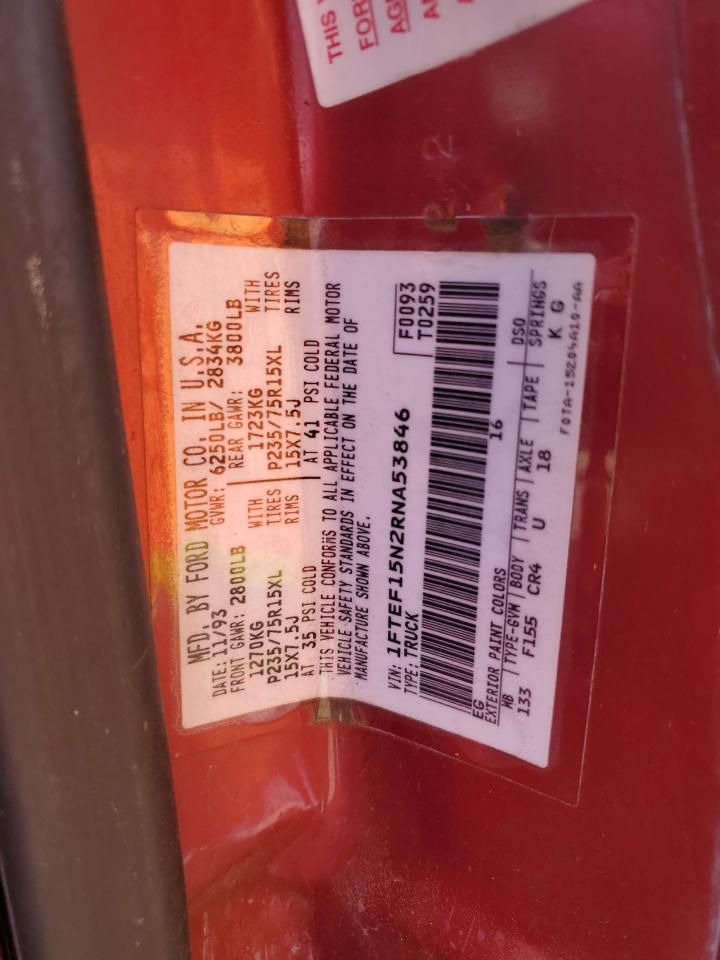 MFD. BY FORD MOTOR CO. IN U.S.A.
DATE: 11/93 GVWR: 6250LB/ 2834KG
FRONT GAWR: 2800LB REAR GAWR: 3800LB
1270KG WITH 1723KG WITH
P235/75R15XL TIRES P235/75R15XL TIRES
15X7.5J RIMS 15X7.5J RIMS
AT 35 PSI COLD AT 41 PSI COLD
THIS VEHICLE CONFORMS TO ALL APPLICABLE FEDERAL MOTOR
VEHICLE SAFETY STANDARDS IN EFFECT ON THE DATE OF
MANUFACTURE SHOWN ABOVE.
F0093
T0259
VIN: 1FTEF15N2RNA53846
TYPE: TRUCK
EG 16
EXTERIOR PAINT COLORS DSO
WB TYPE-GVW BODY TRANS AXLE TAPE SPRINGS
133 F155 CR4 U 18 K G
F0TA-15204A10-AA
THIS
FOR